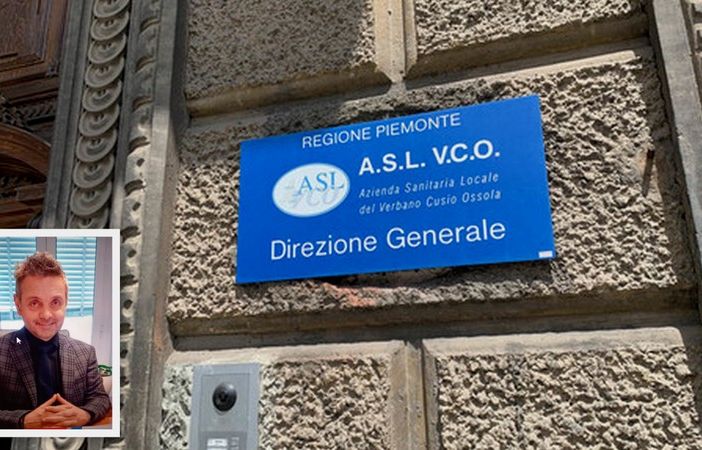 REGIONE PIEMONTE
ASL
VCO
A.S.L. V.C.O.
Azienda Sanitaria Locale
del Verbano Cusio Ossola
Direzione Generale